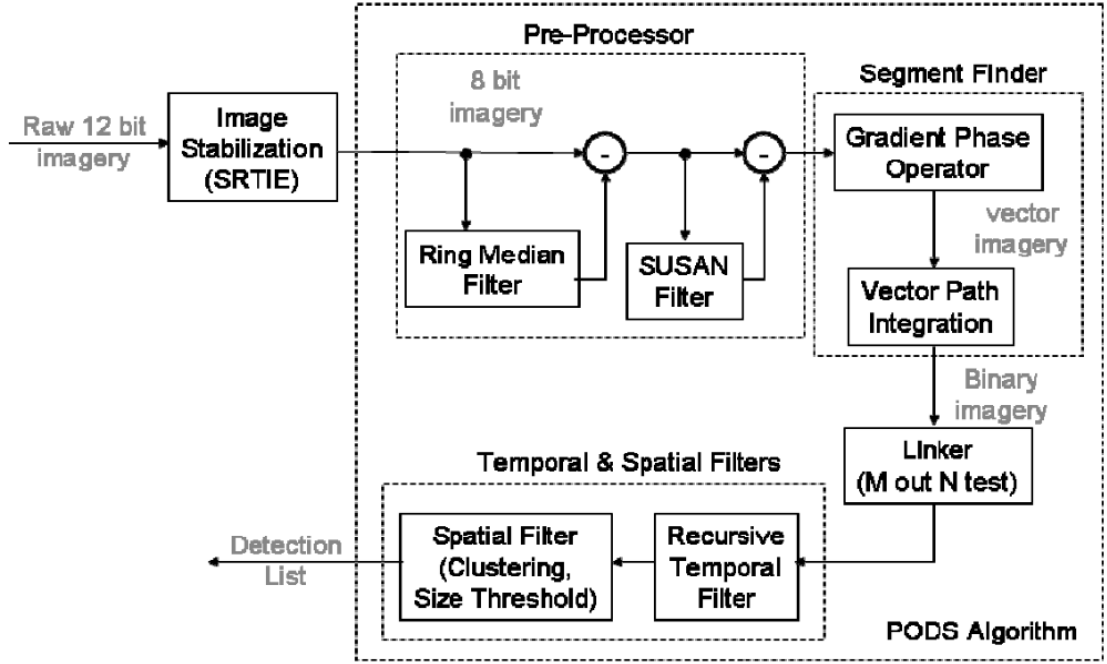 Pre-Processor
8 bit
imagery
Segment Finder
Raw 12 bit
imagery
Image
Stabilization
(SRTIE)
-
-
Gradient Phase
Operator
vector
imagery
Ring Median
Filter
SUSAN
Filter
Vector Path
Integration
Binary
imagery
Linker
(M out N test)
Temporal & Spatial Filters
Detection
List
Spatial Filter
(Clustering,
Size Threshold)
Recursive
Temporal
Filter
PODS Algorithm